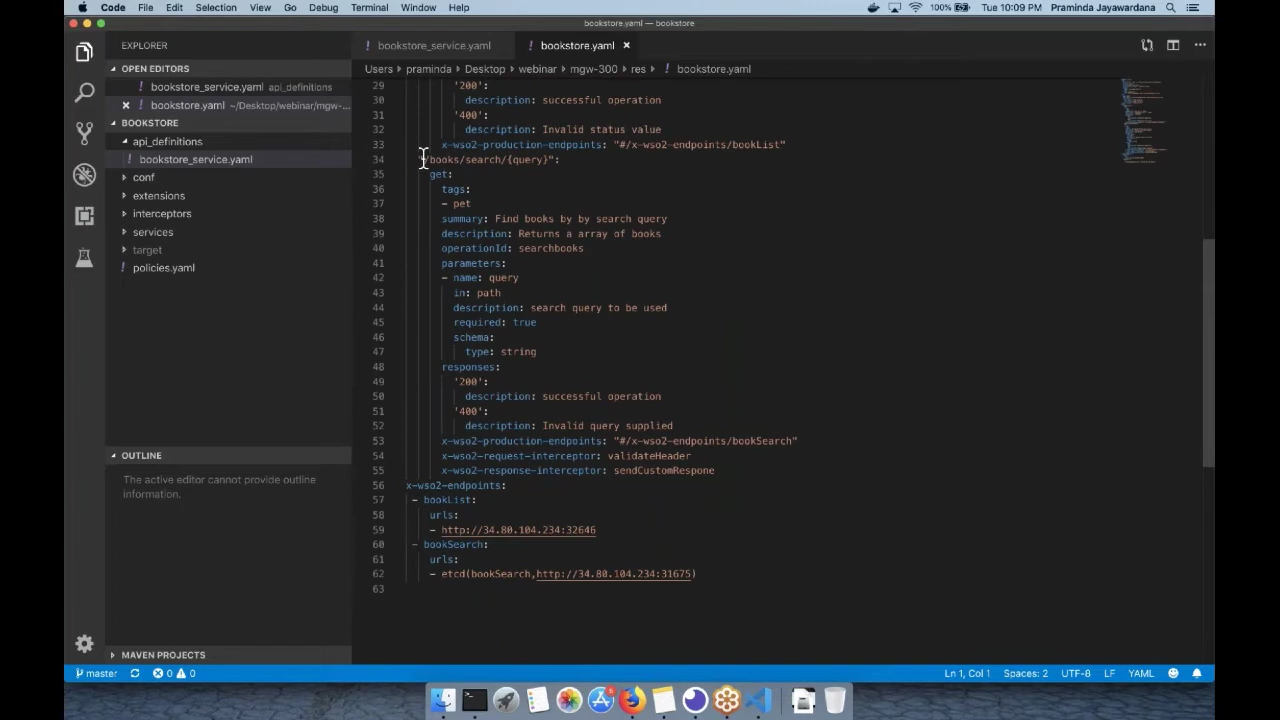 Code File Edit Selection View Go Debug Terminal Window Help 100% Tue 10:09 PM Praminda Jayawardana
bookstore.yaml — bookstore
EXPLORER
OPEN EDITORS
bookstore_service.yaml api_definitions
bookstore.yaml ~/Desktop/webinar/mgw-...
BOOKSTORE
api_definitions
bookstore_service.yaml
conf
extensions
interceptors
services
target
policies.yaml
OUTLINE
The active editor cannot provide outline
information.
MAVEN PROJECTS
bookstore_service.yaml bookstore.yaml
Users praminda Desktop webinar mgw-300 res bookstore.yaml
29 '200':
30 description: successful operation
31 '400':
32 description: Invalid status value
33 x-wso2-production-endpoints: "#/x-wso2-endpoints/bookList"
34 "/books/search/{query}":
35 get:
36 tags:
37 - pet
38 summary: Find books by by search query
39 description: Returns a array of books
40 operationId: searchbooks
41 parameters:
42 - name: query
43 in: path
44 description: search query to be used
45 required: true
46 schema:
47 type: string
48 responses:
49 '200':
50 description: successful operation
51 '400':
52 description: Invalid query supplied
53 x-wso2-production-endpoints: "#/x-wso2-endpoints/bookSearch"
54 x-wso2-request-interceptor: validateHeader
55 x-wso2-response-interceptor: sendCustomRespone
56 x-wso2-endpoints:
57 - bookList:
58 urls:
59 - http://34.80.104.234:32646
60 - bookSearch:
61 urls:
62 - etcd(bookSearch,http://34.80.104.234:31675)
63
master 0 0 Ln 1, Col 1 Spaces: 2 UTF-8 LF YAML